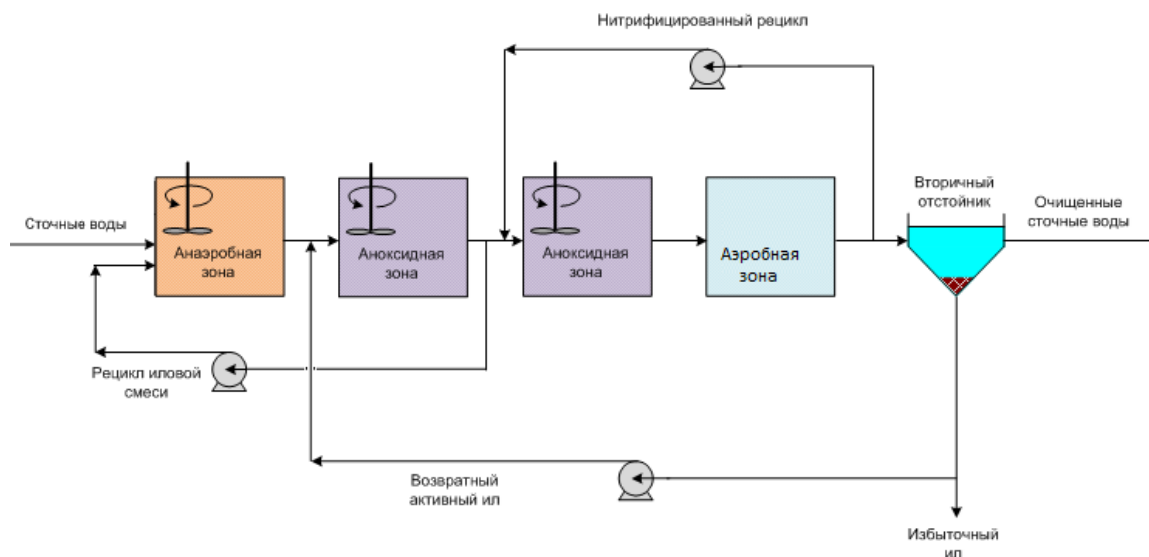 Нитрифицированный рецикл
Сточные воды
Анаэробная
зона
Аноксидная
зона
Аноксидная
зона
Аэробная
зона
Вторичный
отстойник
Очищенные
сточные воды
Рецикл иловой
смеси
Возвратный
активный ил
Избыточный
ил